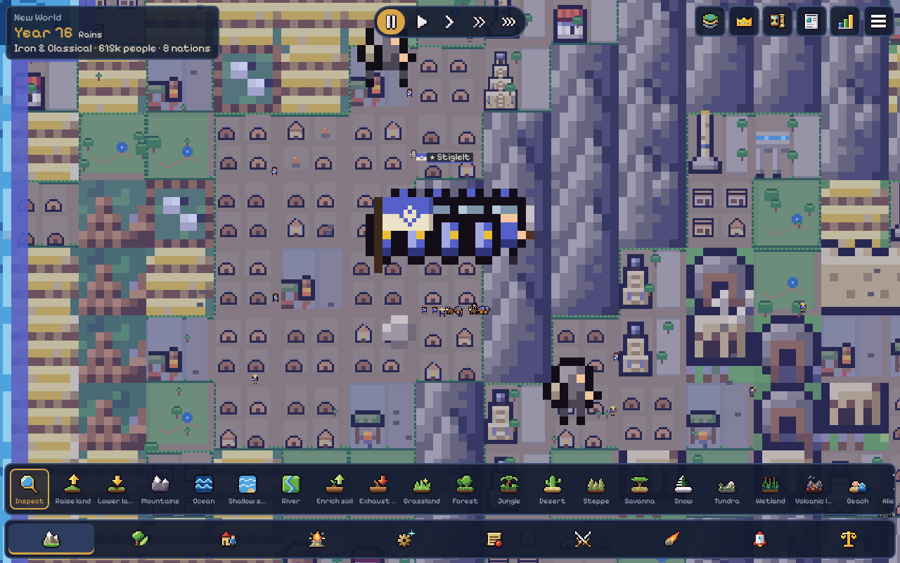 New World
Year 76 Rains
Iron & Classical · 619k people · 8 nations
★ Stiglelt
Inspect
Raise land
Lower la...
Mountains
Ocean
Shallow s...
River
Enrich soil
Exhaust ...
Grassland
Forest
Jungle
Desert
Steppe
Savanna
Snow
Tundra
Wetland
Volcanic l...
Beach